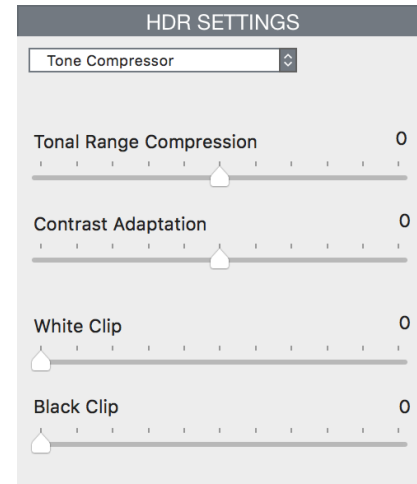 HDR SETTINGS
Tone Compressor
Tonal Range Compression 0
Contrast Adaptation 0
White Clip 0
Black Clip 0